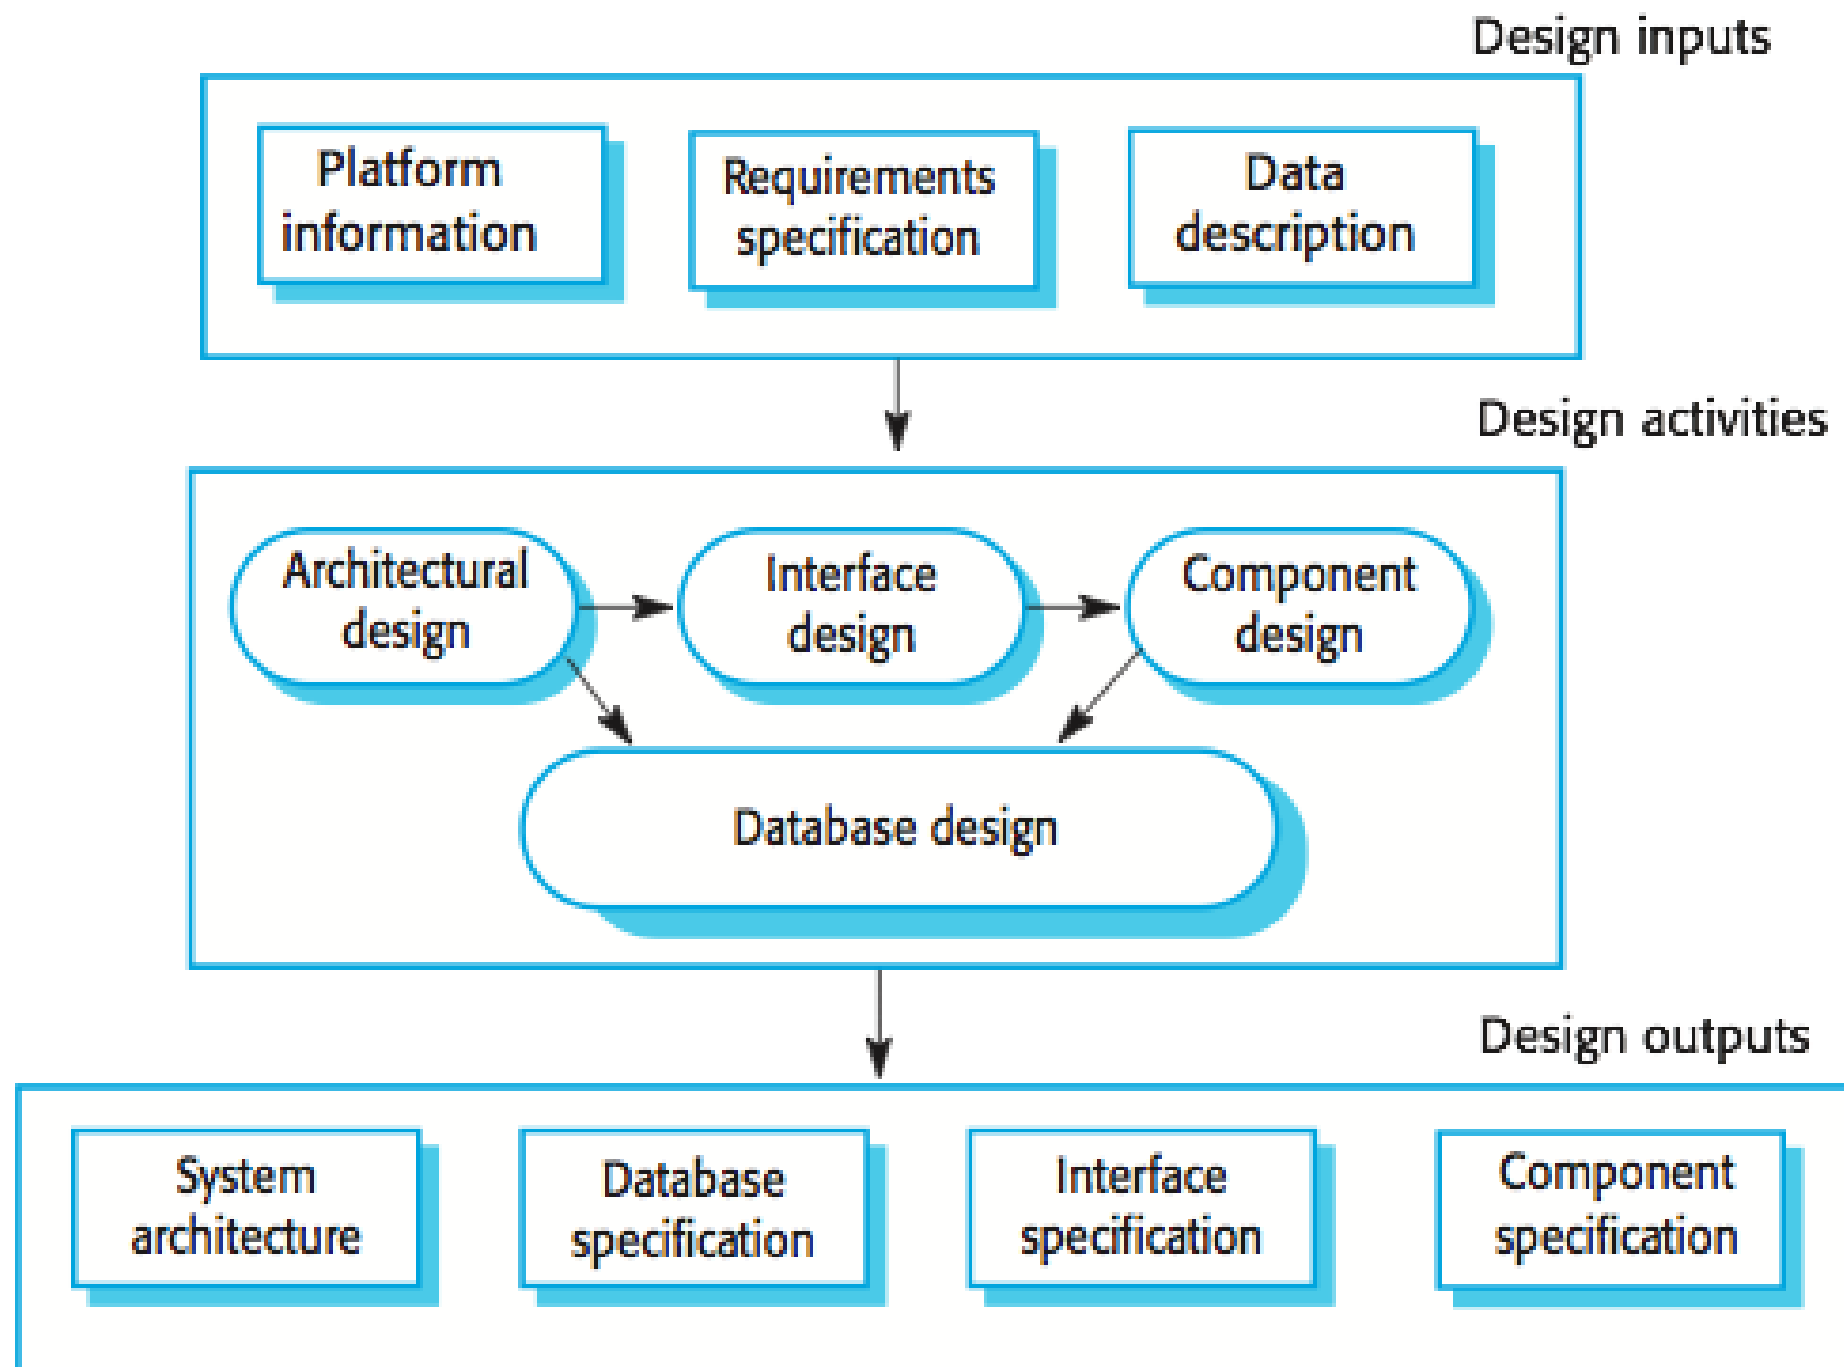 Design inputs
Platform
information
Requirements
specification
Data
description
Design activities
Architectural
design
Interface
design
Component
design
Database design
Design outputs
System
architecture
Database
specification
Interface
specification
Component
specification